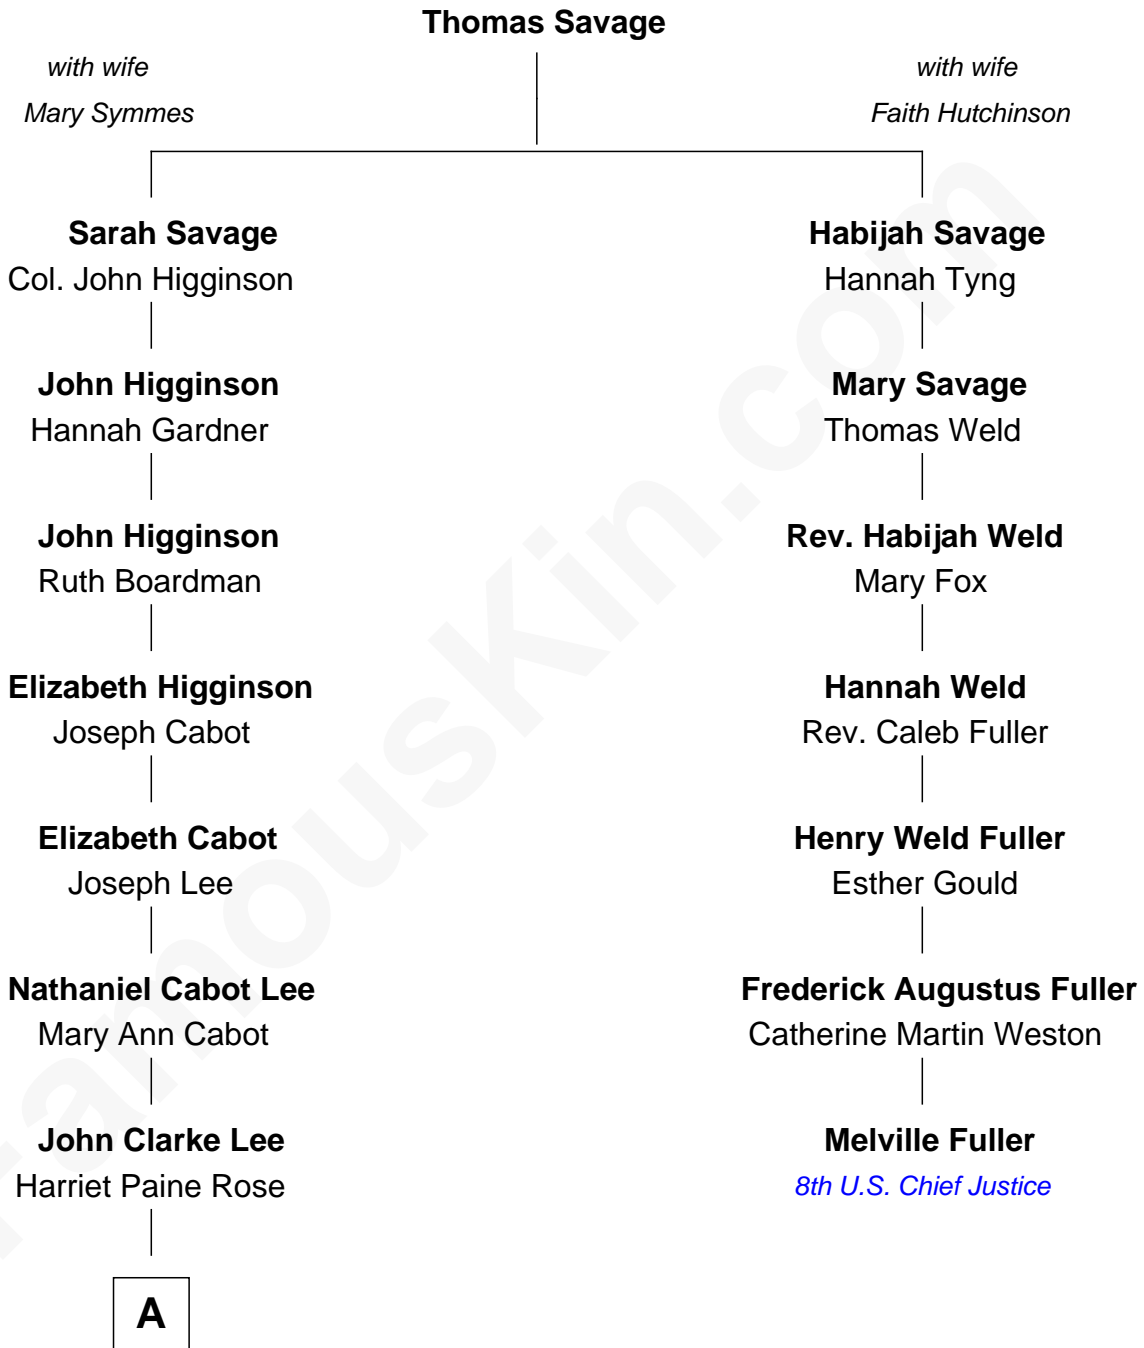 Thomas Savage
with wife
Mary Symmes
with wife
Faith Hutchinson
Sarah Savage
Col. John Higginson
John Higginson
Hannah Gardner
John Higginson
Ruth Boardman
Elizabeth Higginson
Joseph Cabot
Elizabeth Cabot
Joseph Lee
Nathaniel Cabot Lee
Mary Ann Cabot
John Clarke Lee
Harriet Paine Rose
A
Habijah Savage
Hannah Tyng
Mary Savage
Thomas Weld
Rev. Habijah Weld
Mary Fox
Hannah Weld
Rev. Caleb Fuller
Henry Weld Fuller
Esther Gould
Frederick Augustus Fuller
Catherine Martin Weston
Melville Fuller
8th U.S. Chief Justice
FamousKin.com